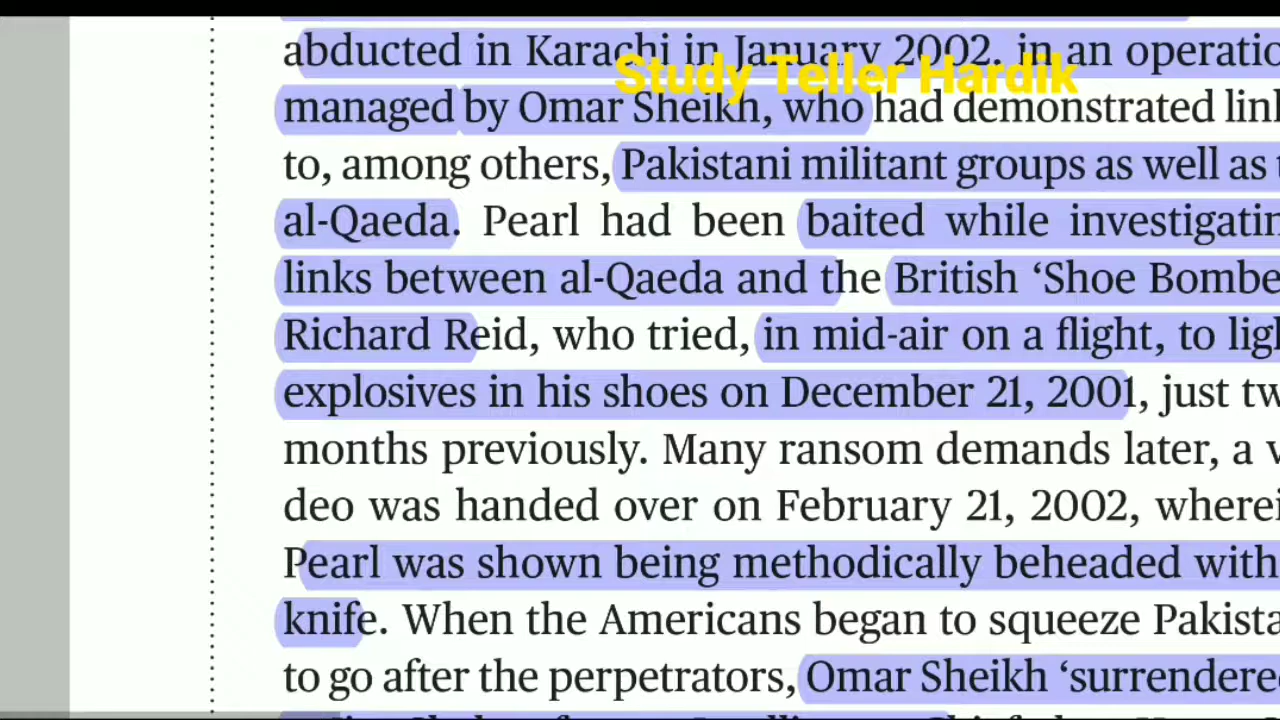 abducted in Karachi in January 2002, in an operatio
Study Teller Hardik
managed by Omar Sheikh, who had demonstrated lin
to, among others, Pakistani militant groups as well as
al-Qaeda. Pearl had been baited while investigatin
links between al-Qaeda and the British ‘Shoe Bombe
Richard Reid, who tried, in mid-air on a flight, to lig
explosives in his shoes on December 21, 2001, just tw
months previously. Many ransom demands later, a v
deo was handed over on February 21, 2002, wherei
Pearl was shown being methodically beheaded with
knife. When the Americans began to squeeze Pakista
to go after the perpetrators, Omar Sheikh ‘surrendere